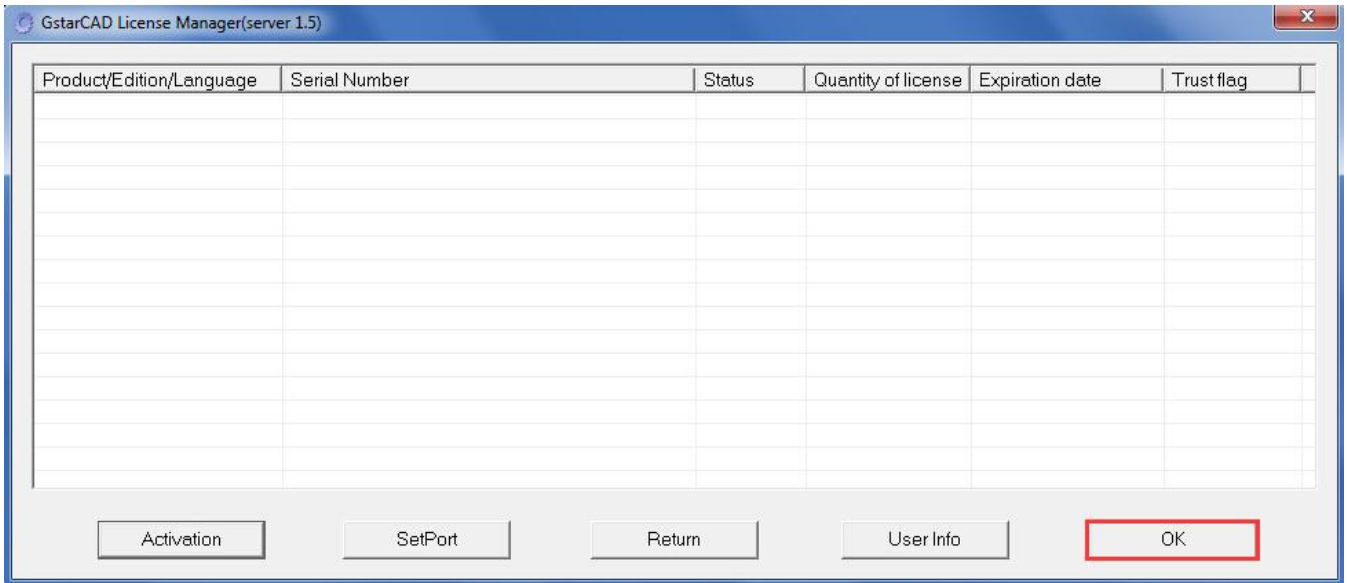 GstarCAD License Manager(server 1.5)
Product/Edition/Language Serial Number Status Quantity of license Expiration date Trust flag
Activation SetPort Return User Info OK